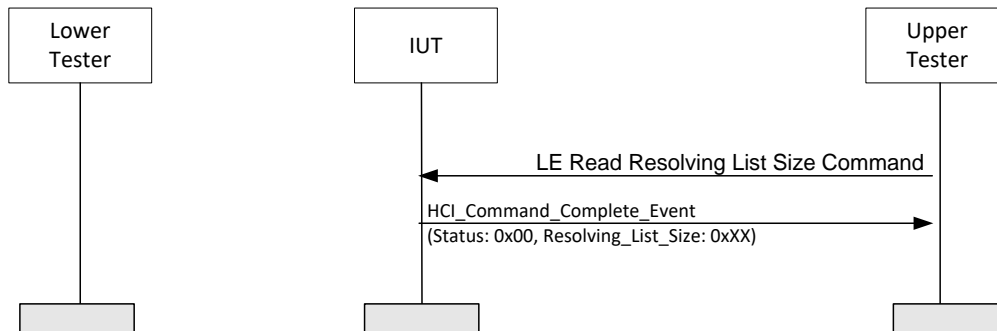 Lower
Tester
IUT
Upper
Tester
LE Read Resolving List Size Command
HCI_Command_Complete_Event
(Status: 0x00, Resolving_List_Size: 0xXX)